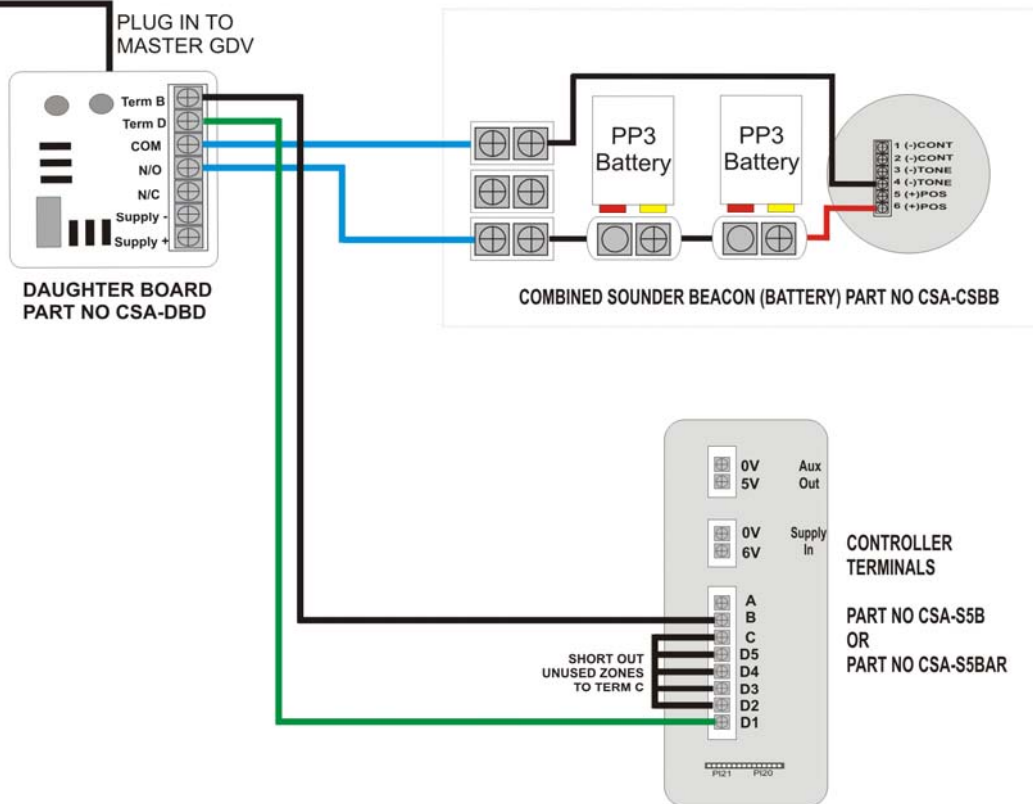 PLUG IN TO
MASTER GDV
Term B
Term D
COM
N/O
N/C
Supply -
Supply +
DAUGHTER BOARD
PART NO CSA-DBD
PP3
Battery
PP3
Battery
1 (-)CONT
2 (-)CONT
3 (-)TONE
4 (-)TONE
5 (+)POS
6 (+)POS
COMBINED SOUNDER BEACON (BATTERY) PART NO CSA-CSBB
0V Aux
5V Out
0V Supply
6V In
A
B
C
D5
D4
D3
D2
D1
SHORT OUT
UNUSED ZONES
TO TERM C
PI21 PI20
CONTROLLER
TERMINALS
PART NO CSA-S5B
OR
PART NO CSA-S5BAR